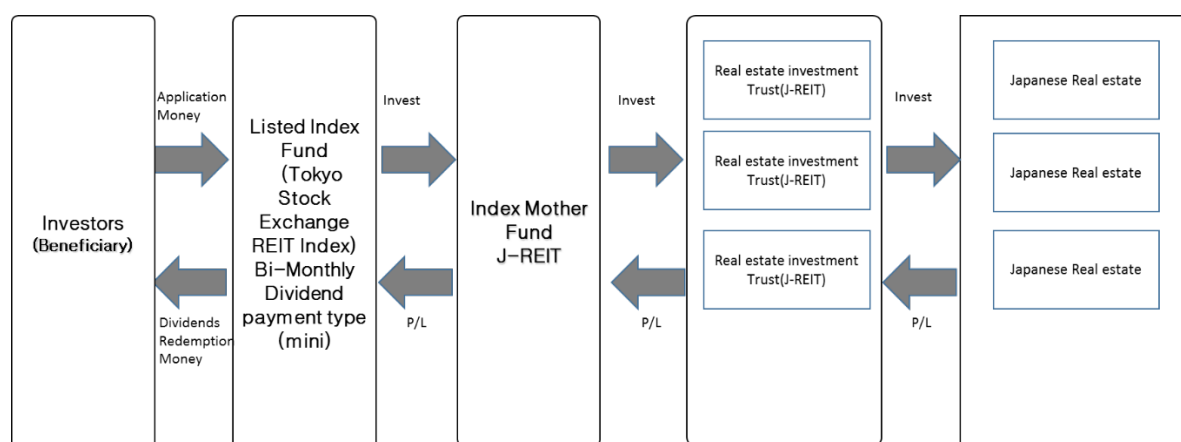 Investors
(Beneficiary)
Application
Money
Dividends
Redemption
Money
Listed Index
Fund
(Tokyo
Stock
Exchange
REIT Index)
Bi-Monthly
Dividend
payment type
(mini)
Invest
P/L
Index Mother
Fund
J-REIT
Invest
P/L
Real estate investment
Trust(J-REIT)
Real estate investment
Trust(J-REIT)
Real estate investment
Trust(J-REIT)
Invest
P/L
Japanese Real estate
Japanese Real estate
Japanese Real estate